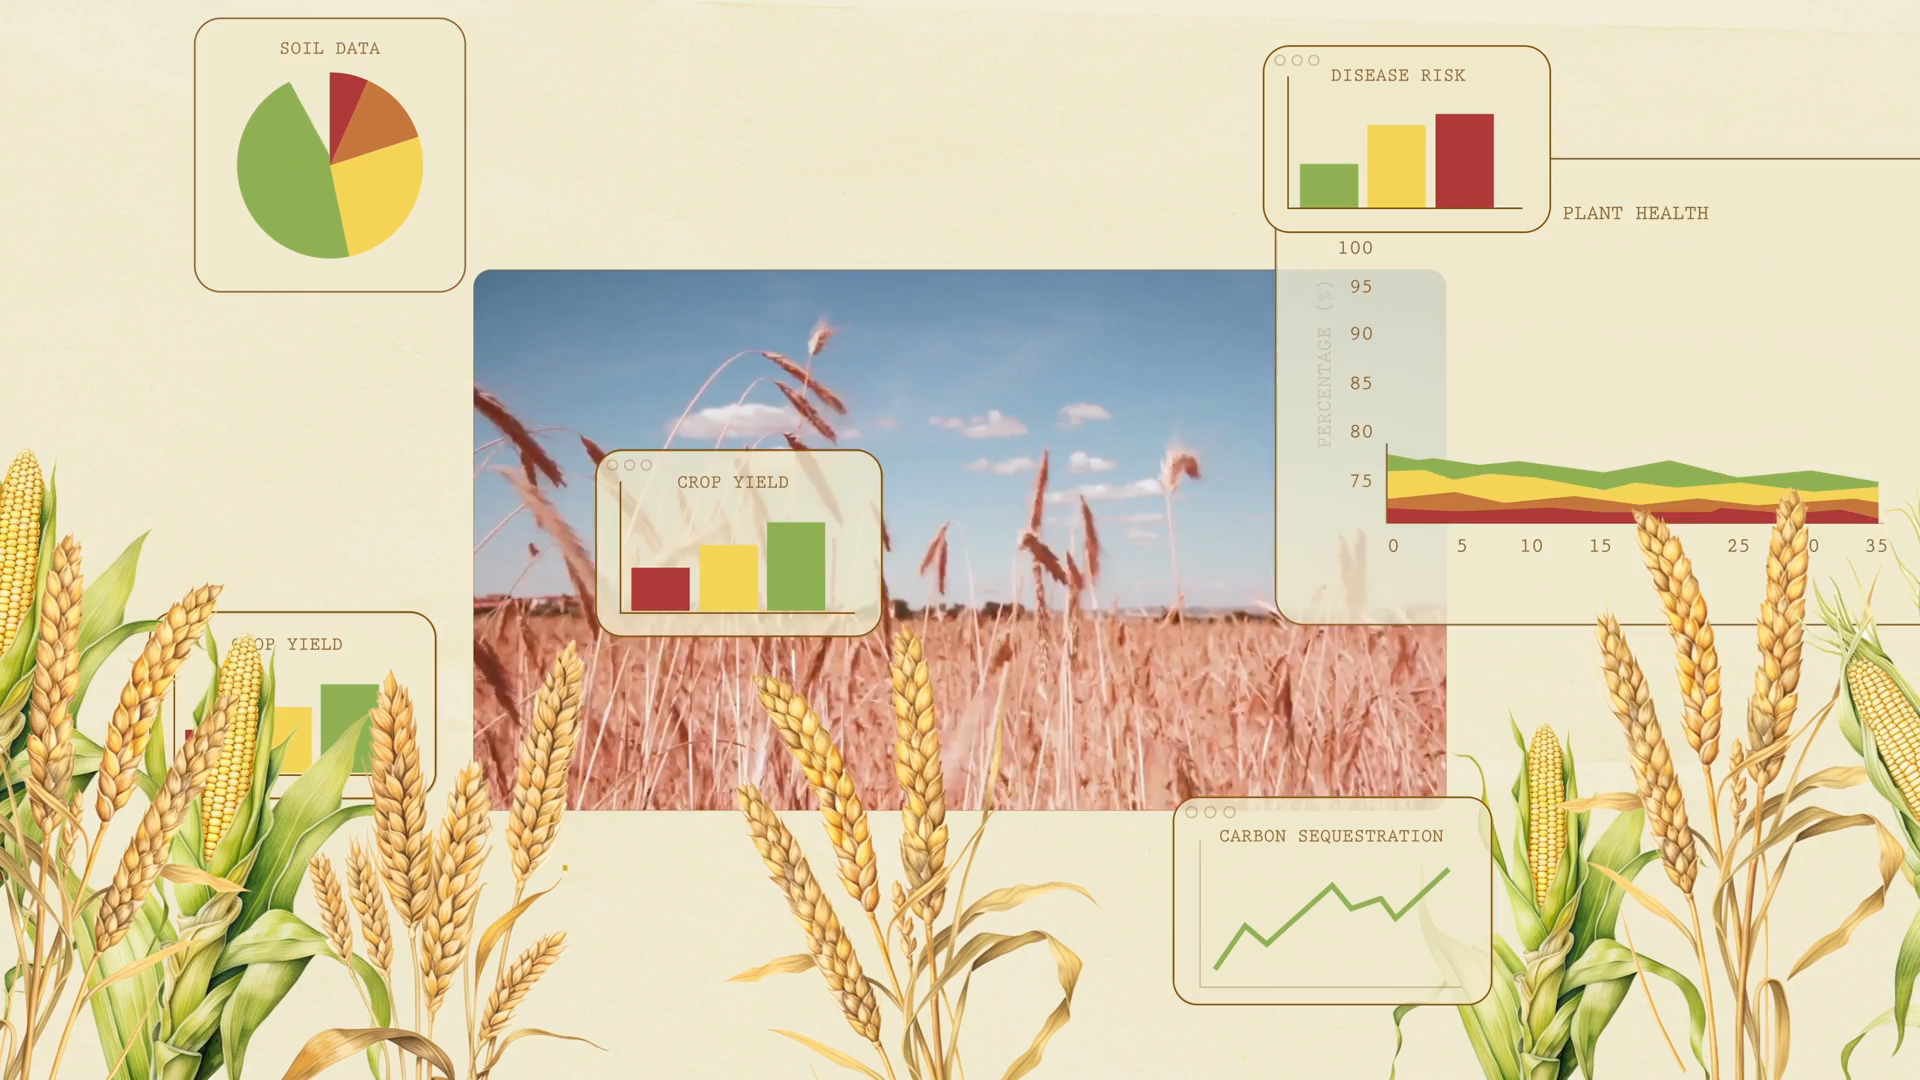 SOIL DATA
DISEASE RISK
PLANT HEALTH
100
95
90
85
80
75
PERCENTAGE (%)
0 5 10 15 25 35
CROP YIELD
YIELD
CARBON SEQUESTRATION